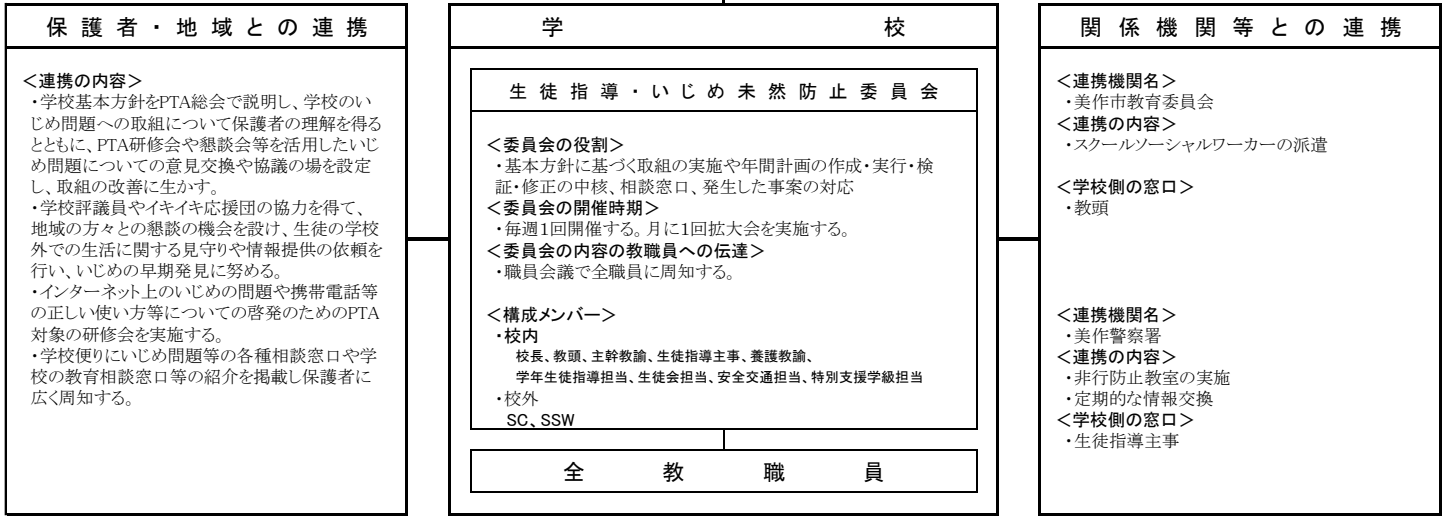 保護者・地域との連携
＜連携の内容＞
・学校基本方針をPTA総会で説明し、学校のい
じめ問題への取組について保護者の理解を得る
とともに、PTA研修会や懇談会等を活用したいじ
め問題についての意見交換や協議の場を設定
し、取組の改善に生かす。
・学校評議員やイキイキ応援団の協力を得て、
地域の方々との懇談の機会を設け、生徒の学校
外での生活に関する見守りや情報提供の依頼を
行い、いじめの早期発見に努める。
・インターネット上のいじめの問題や携帯電話等
の正しい使い方等についての啓発のためのPTA
対象の研修会を実施する。
・学校便りにいじめ問題等の各種相談窓口や学
校の教育相談窓口等の紹介を掲載し保護者に
広く周知する。
学校
生徒指導・いじめ未然防止委員会
＜委員会の役割＞
・基本方針に基づく取組の実施や年間計画の作成・実行・検
証・修正の中核、相談窓口、発生した事案の対応
＜委員会の開催時期＞
・毎週1回開催する。月に1回拡大会を実施する。
＜委員会の内容の教職員への伝達＞
・職員会議で全職員に周知する。
＜構成メンバー＞
・校内
校長、教頭、主幹教諭、生徒指導主事、養護教諭、
学年生徒指導担当、生徒会担当、安全交通担当、特別支援学級担当
・校外
SC、SSW
全教職員
関係機関等との連携
＜連携機関名＞
・美作市教育委員会
＜連携の内容＞
・スクールソーシャルワーカーの派遣
＜学校側の窓口＞
・教頭
＜連携機関名＞
・美作警察署
＜連携の内容＞
・非行防止教室の実施
・定期的な情報交換
＜学校側の窓口＞
・生徒指導主事